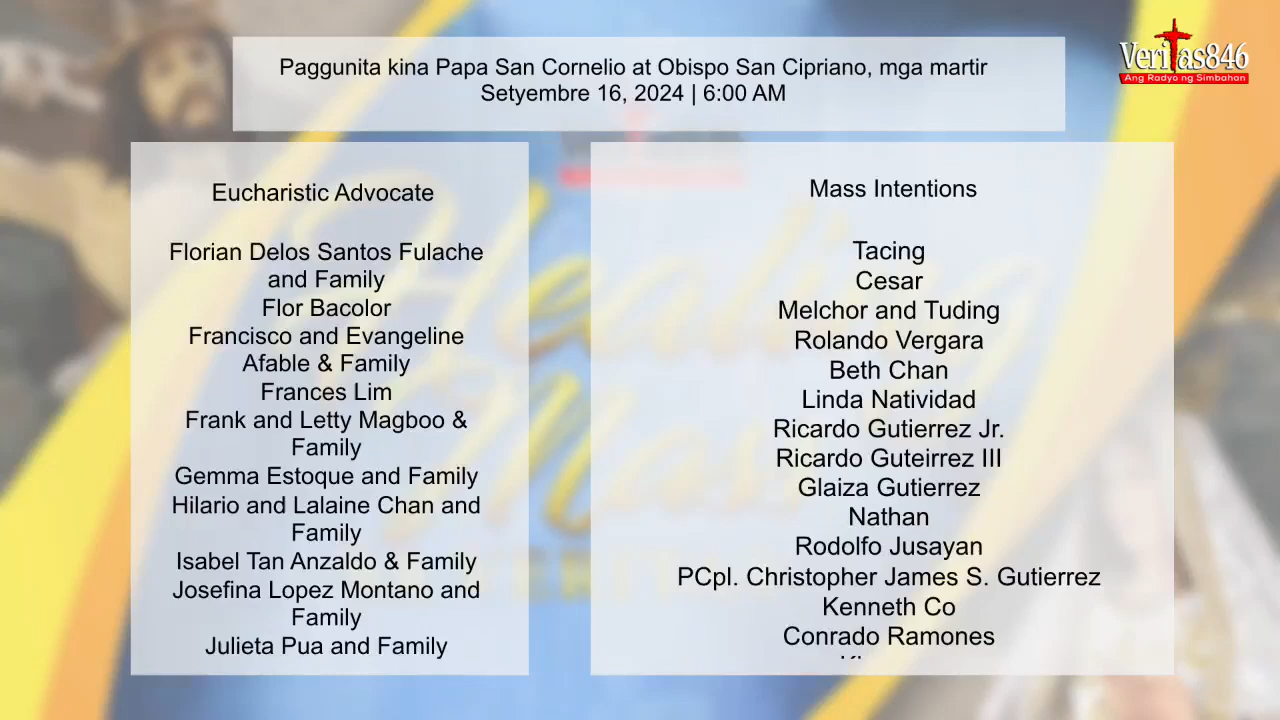 Paggunita kina Papa San Cornelio at Obispo San Cipriano, mga martir
Setyembre 16, 2024 | 6:00 AM
Veritas846
Ang Radyo ng Simbahan
Eucharistic Advocate
Florian Delos Santos Fulache
and Family
Flor Bacolor
Francisco and Evangeline
Afable & Family
Frances Lim
Frank and Letty Magboo &
Family
Gemma Estoque and Family
Hilario and Lalaine Chan and
Family
Isabel Tan Anzaldo & Family
Josefina Lopez Montano and
Family
Julieta Pua and Family
Mass Intentions
Tacing
Cesar
Melchor and Tuding
Rolando Vergara
Beth Chan
Linda Natividad
Ricardo Gutierrez Jr.
Ricardo Guteirrez III
Glaiza Gutierrez
Nathan
Rodolfo Jusayan
PCpl. Christopher James S. Gutierrez
Kenneth Co
Conrado Ramones
Healing
Mass